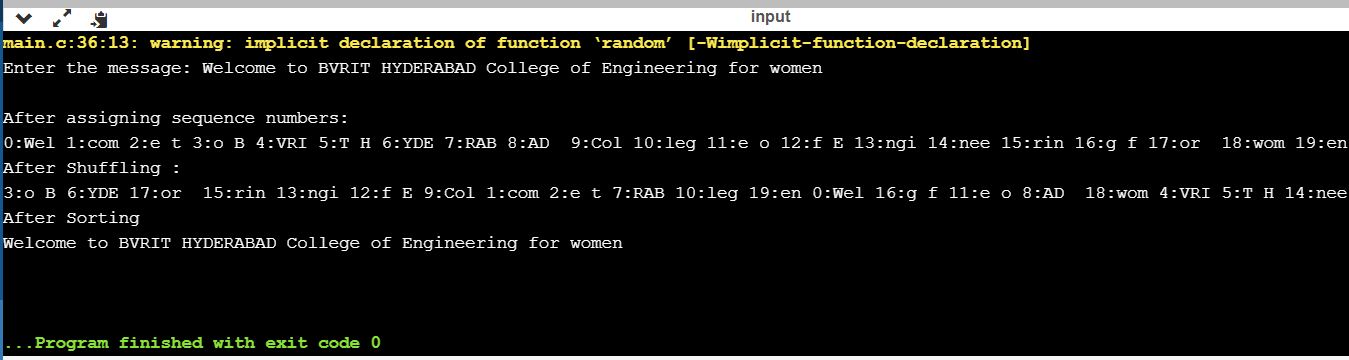 input
main.c:36:13: warning: implicit declaration of function ‘random’ [-Wimplicit-function-declaration]
Enter the message: Welcome to BVRIT HYDERABAD College of Engineering for women
After assigning sequence numbers:
0:Wel 1:com 2:e t 3:o B 4:VRI 5:T H 6:YDE 7:RAB 8:AD  9:Col 10:leg 11:e o 12:f E 13:ngi 14:nee 15:rin 16:g f 17:or  18:wom 19:en
After Shuffling :
3:o B 6:YDE 17:or  15:rin 13:ngi 12:f E 9:Col 1:com 2:e t 7:RAB 10:leg 19:en 0:Wel 16:g f 11:e o 8:AD  18:wom 4:VRI 5:T H 14:nee
After Sorting
Welcome to BVRIT HYDERABAD College of Engineering for women
...Program finished with exit code 0